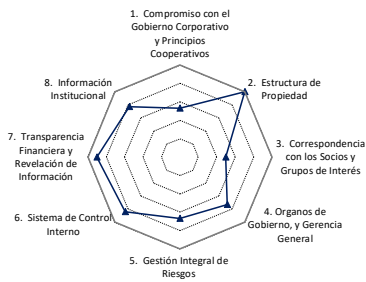 1. Compromiso con el
Gobierno Corporativo
y Principios
Cooperativos
2. Estructura de
Propiedad
3. Correspondencia
con los Socios y
Grupos de Interés
4. Organos de
Gobierno, y Gerencia
General
5. Gestión Integral de
Riesgos
6. Sistema de Control
Interno
7. Transparencia
Financiera y
Revelación de
Información
8. Información
Institucional